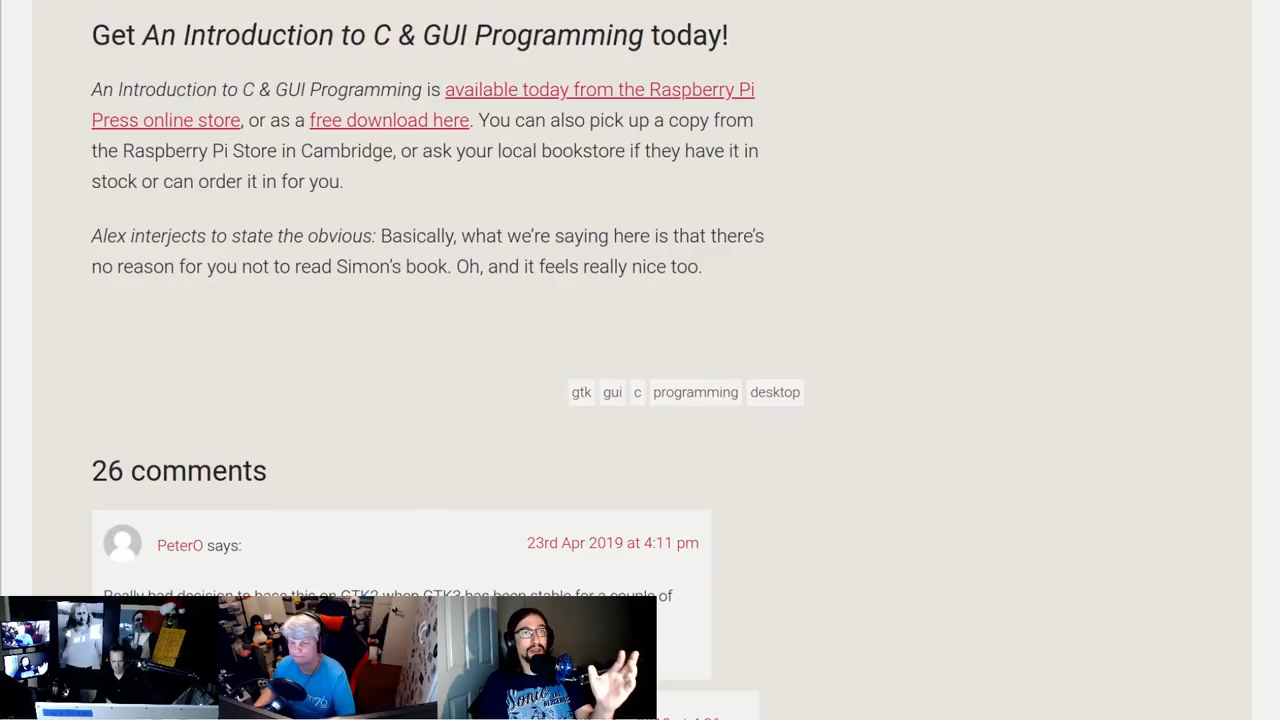 Get An Introduction to C & GUI Programming today!
An Introduction to C & GUI Programming is available today from the Raspberry Pi
Press online store, or as a free download here. You can also pick up a copy from
the Raspberry Pi Store in Cambridge, or ask your local bookstore if they have it in
stock or can order it in for you.
Alex interjects to state the obvious: Basically, what we're saying here is that there's
no reason for you not to read Simon's book. Oh, and it feels really nice too.
gtk gui c programming desktop
26 comments
PeterO says:
23rd Apr 2019 at 4:11 pm
Really bad decision to base this on GTK2 when GTK3 has been stable for a couple of
Sonic